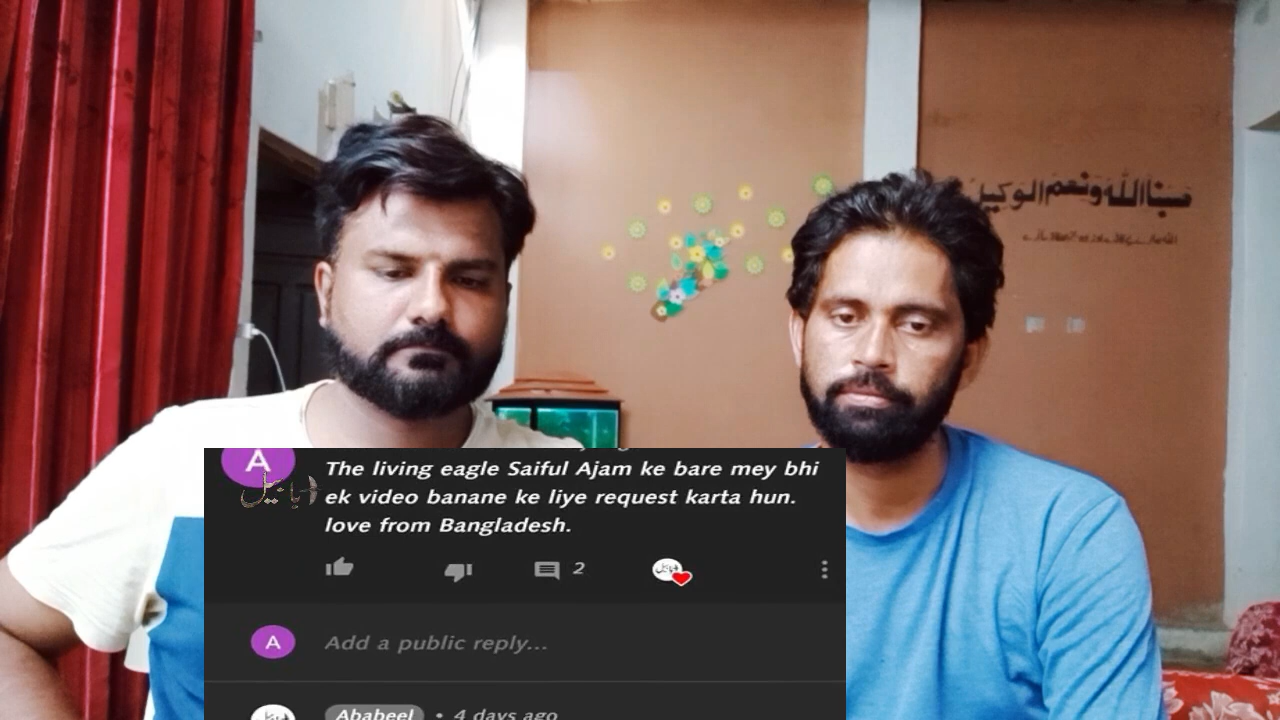 حسبنا الله ونعم الوكيل
A
The living eagle Saiful Ajam ke bare mey bhi
ek video banane ke liye request karta hun.
love from Bangladesh.
2
A
Add a public reply...
Ababeel • 4 days ago